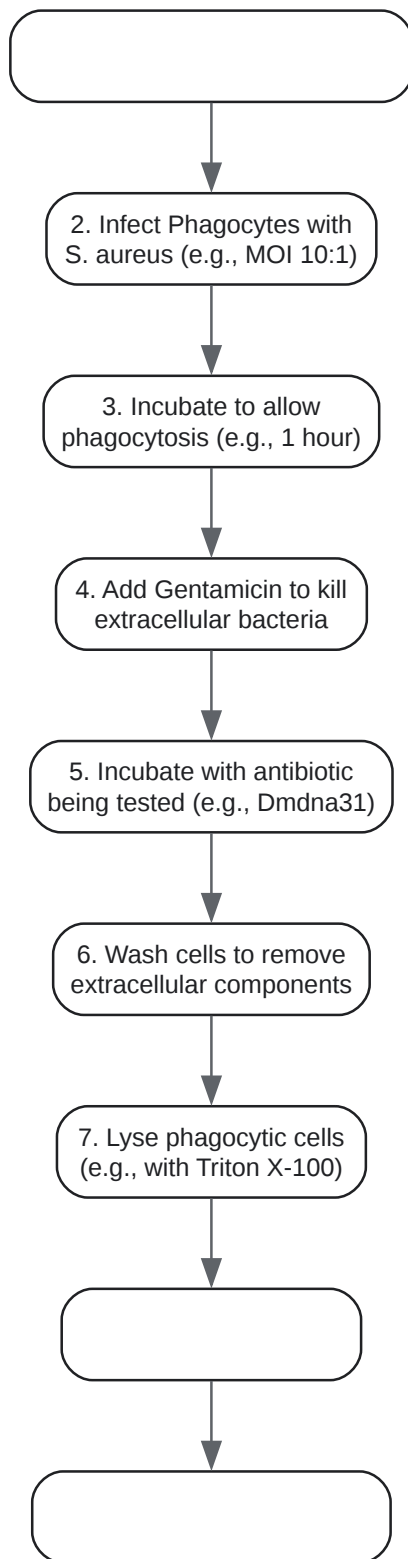 2. Infect Phagocytes with
S. aureus (e.g., MOI 10:1)
3. Incubate to allow
phagocytosis (e.g., 1 hour)
4. Add Gentamicin to kill
extracellular bacteria
5. Incubate with antibiotic
being tested (e.g., Dmdna31)
6. Wash cells to remove
extracellular components
7. Lyse phagocytic cells
(e.g., with Triton X-100)